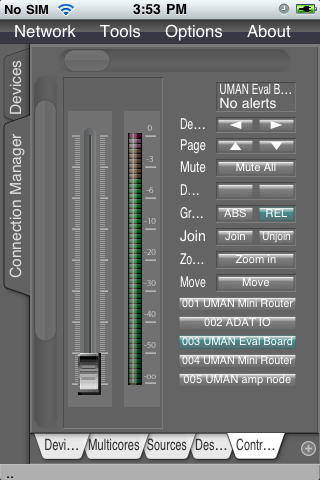 No SIM 3:53 PM
Network Tools Options About
Devices
Connection Manager
UMAN Eval B...
No alerts
De...
Page
Mute Mute All
D...
Gr... ABS REL
Join Join Unjoin
Zo... Zoom in
Move Move
0
-3
-6
-10
-20
-30
-40
-50
-oo
001 UMAN Mini Router
002 ADAT IO
003 UMAN Eval Board
004 UMAN Mini Router
005 UMAN amp node
Devi... Multicores Sources Des... Contr...
..